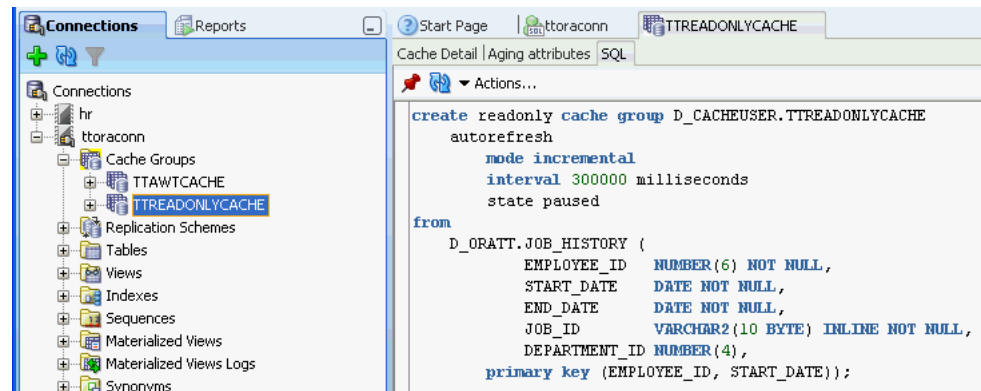 Connections Reports
Start Page ttoraconn TTREADONLYCACHE
Cache Detail Aging attributes SQL
Actions...
Connections
hr
ttoraconn
Cache Groups
TTAWTCACHE
TTREADONLYCACHE
Replication Schemes
Tables
Views
Indexes
Sequences
Materialized Views
Materialized Views Logs
Synonyms
create readonly cache group D_CACHEUSER.TTREADONLYCACHE
autorefresh
mode incremental
interval 300000 milliseconds
state paused
from
D_ORATT.JOB_HISTORY (
EMPLOYEE_ID NUMBER(6) NOT NULL,
START_DATE DATE NOT NULL,
END_DATE DATE NOT NULL,
JOB_ID VARCHAR2(10 BYTE) INLINE NOT NULL,
DEPARTMENT_ID NUMBER(4),
primary key (EMPLOYEE_ID, START_DATE));